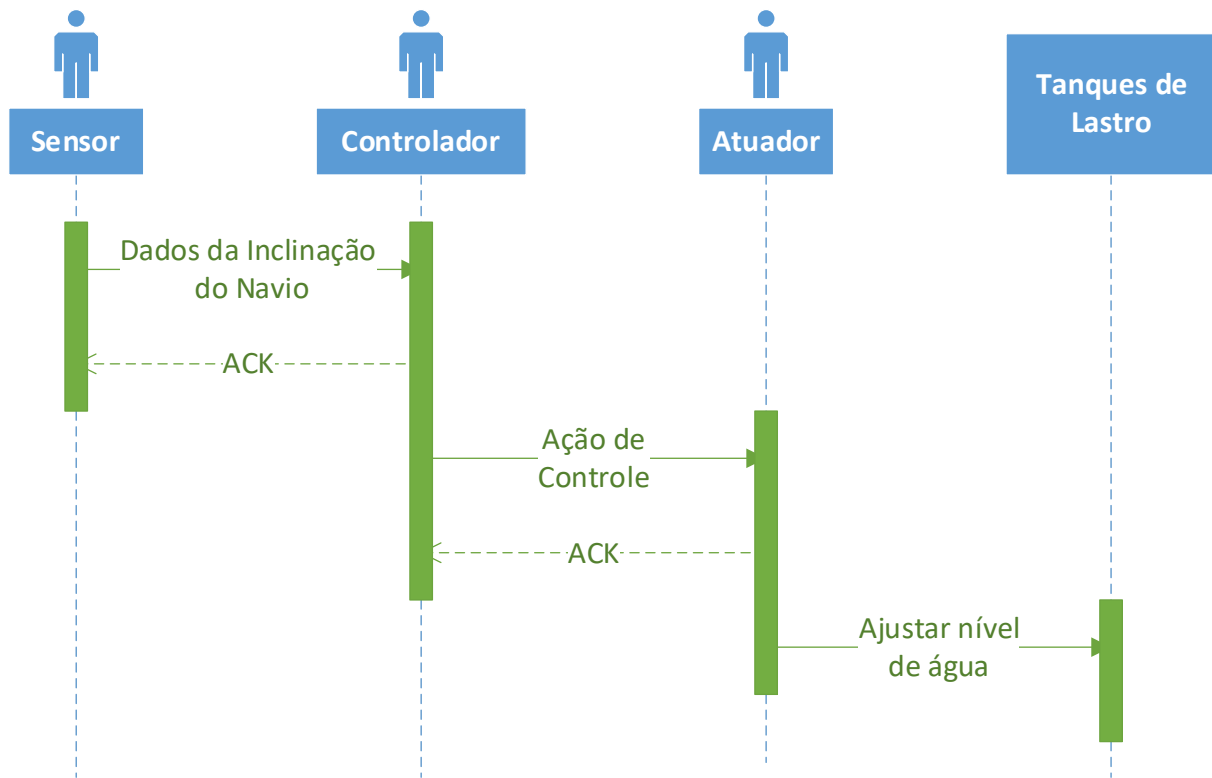 Sensor
Controlador
Atuador
Tanques de
Lastro
Dados da Inclinação
do Navio
ACK
Ação de
Controle
ACK
Ajustar nível
de água